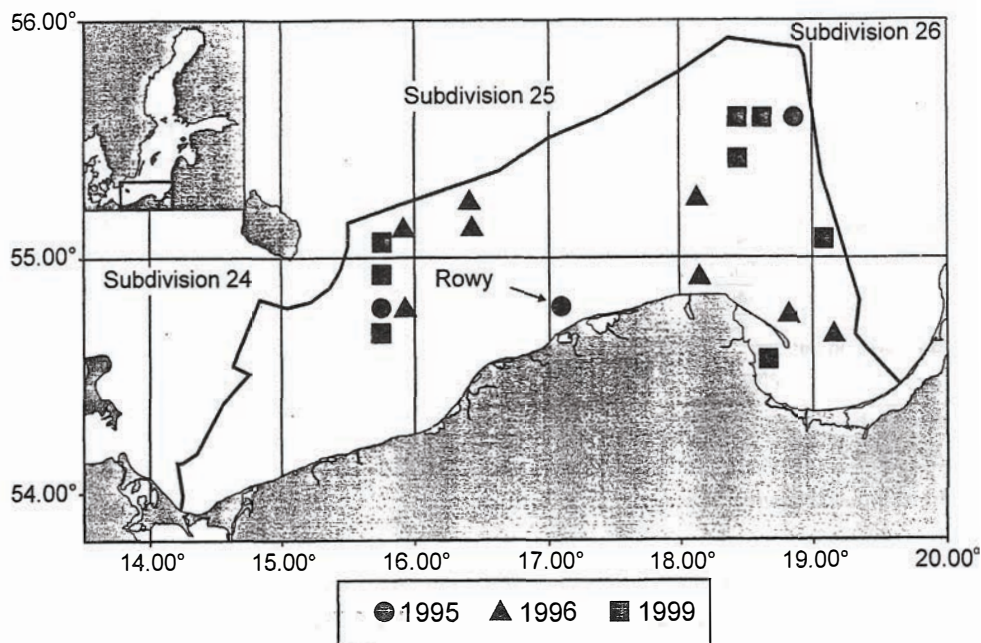 56.00°
Subdivision 26
Subdivision 25
55.00°
Subdivision 24
Rowy
54.00°
14.00° 15.00° 16.00° 17.00° 18.00° 19.00° 20.00°
1995 1996 1999